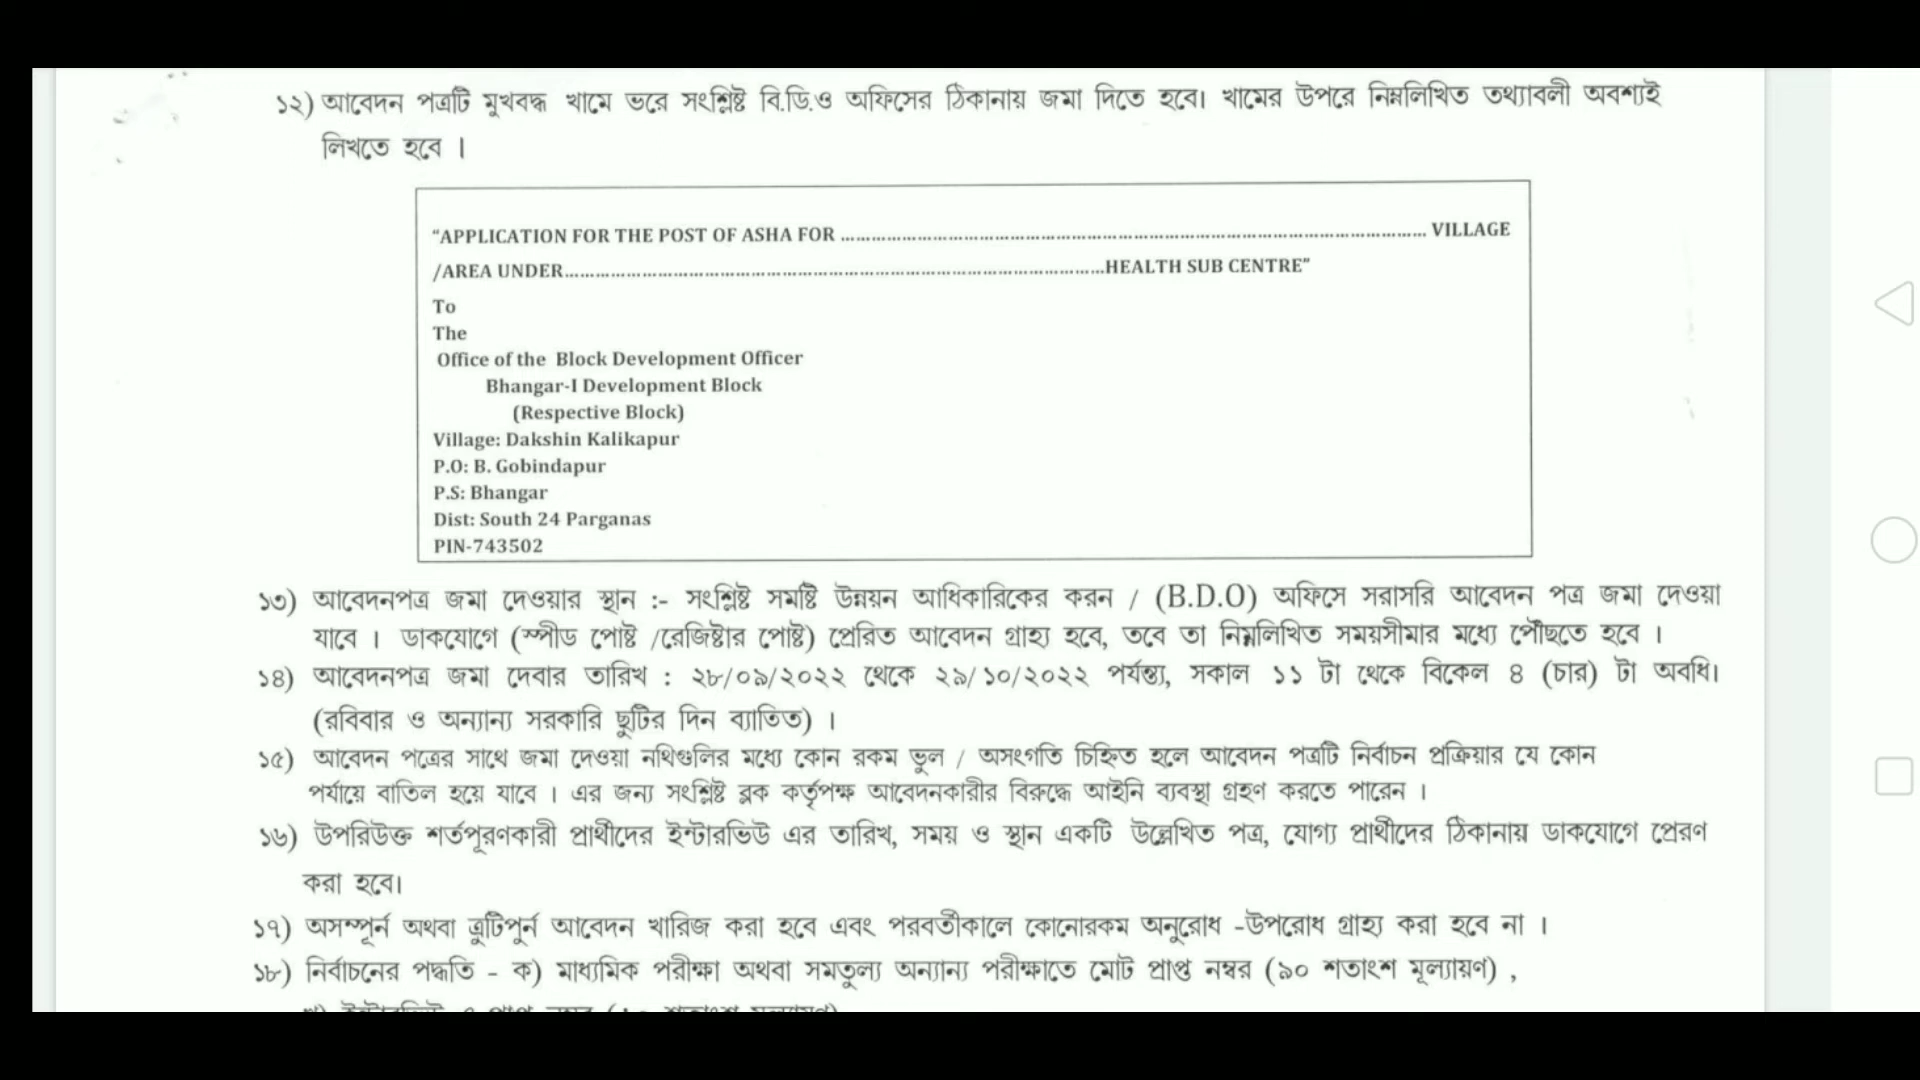 ১২) আবেদন পত্রটি মুখবদ্ধ খামে ভরে সংশ্লিষ্ট বি.ডি.ও অফিসের ঠিকানায় জমা দিতে হবে। খামের উপরে নিম্নলিখিত তথ্যাবলী অবশ্যই
লিখতে হবে ।
“APPLICATION FOR THE POST OF ASHA FOR ........................................................................................................ VILLAGE
/AREA UNDER................................................................................................HEALTH SUB CENTRE”
To
The
Office of the Block Development Officer
Bhangar-I Development Block
(Respective Block)
Village: Dakshin Kalikapur
P.O: B. Gobindapur
P.S: Bhangar
Dist: South 24 Parganas
PIN-743502
১৩) আবেদনপত্র জমা দেওয়ার স্থান :- সংশ্লিষ্ট সমষ্টি উন্নয়ন আধিকারিকের করন / (B.D.O) অফিসে সরাসরি আবেদন পত্র জমা দেওয়া
যাবে । ডাকযোগে (স্পীড পোষ্ট /রেজিষ্টার পোষ্ট) প্রেরিত আবেদন গ্রাহ্য হবে, তবে তা নিম্নলিখিত সময়সীমার মধ্যে পৌঁছতে হবে ।
১৪) আবেদনপত্র জমা দেবার তারিখ : ২৮/০৯/২০২২ থেকে ২৯/১০/২০২২ পর্যন্ত্য, সকাল ১১ টা থেকে বিকেল ৪ (চার) টা অবধি।
(রবিবার ও অন্যান্য সরকারি ছুটির দিন ব্যাতিত) ।
১৫) আবেদন পত্রের সাথে জমা দেওয়া নথিগুলির মধ্যে কোন রকম ভুল / অসংগতি চিহ্নিত হলে আবেদন পত্রটি নির্বাচন প্রক্রিয়ার যে কোন
পর্যায়ে বাতিল হয়ে যাবে । এর জন্য সংশ্লিষ্ট ব্লক কর্তৃপক্ষ আবেদনকারীর বিরুদ্ধে আইনি ব্যবস্থা গ্রহণ করতে পারেন ।
১৬) উপরিউক্ত শর্তপূরণকারী প্রার্থীদের ইন্টারভিউ এর তারিখ, সময় ও স্থান একটি উল্লেখিত পত্র, যোগ্য প্রার্থীদের ঠিকানায় ডাকযোগে প্রেরণ
করা হবে।
১৭) অসম্পূর্ন অথবা ত্রুটিপুর্ন আবেদন খারিজ করা হবে এবং পরবর্তীকালে কোনোরকম অনুরোধ -উপরোধ গ্রাহ্য করা হবে না ।
১৮) নির্বাচনের পদ্ধতি - ক) মাধ্যমিক পরীক্ষা অথবা সমতুল্য অন্যান্য পরীক্ষাতে মোট প্রাপ্ত নম্বর (৯০ শতাংশ মূল্যায়ণ) ,